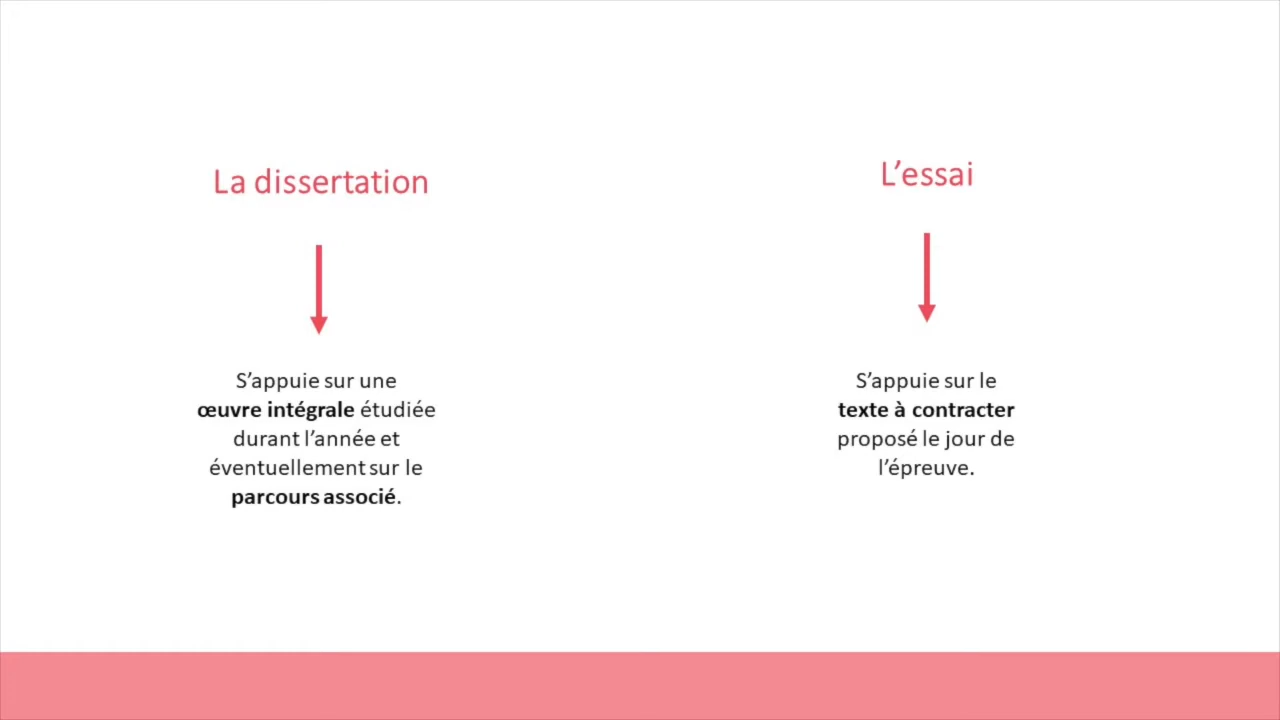 La dissertation
S’appuie sur une
œuvre intégrale étudiée
durant l’année et
éventuellement sur le
parcours associé.
L’essai
S’appuie sur le
texte à contracter
proposé le jour de
l’épreuve.